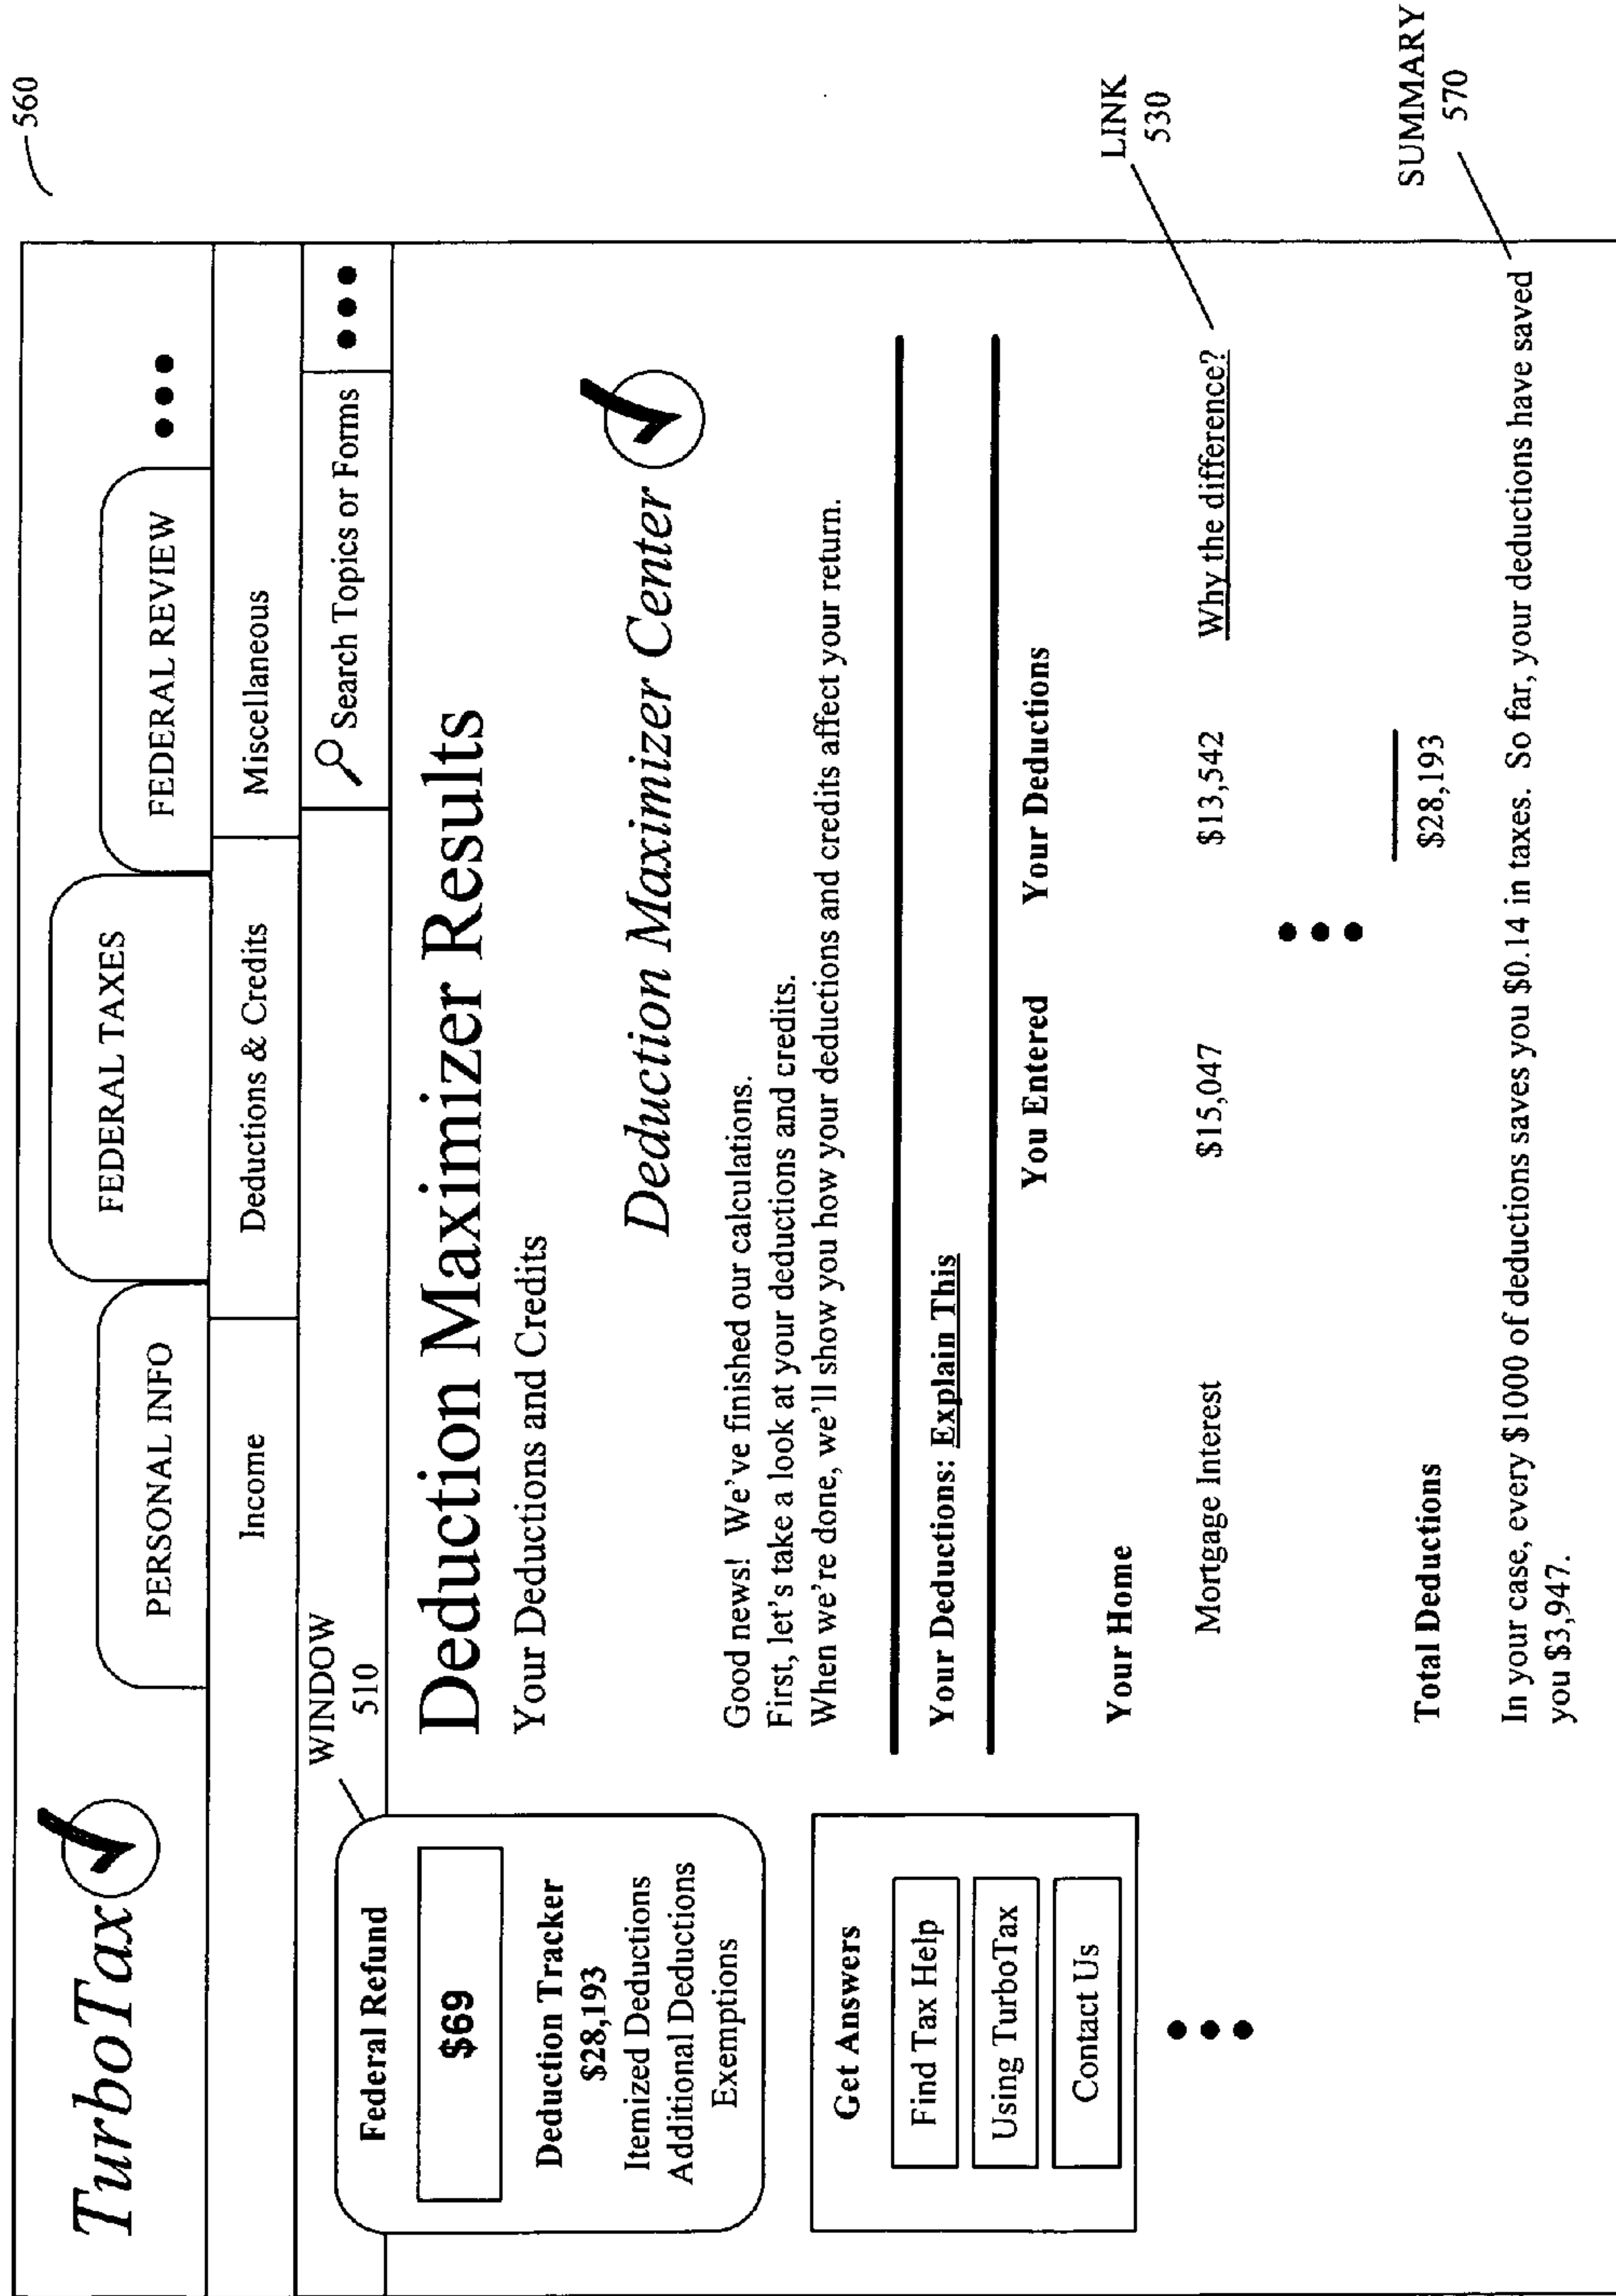 560
TurboTax
PERSONAL INFO
FEDERAL TAXES
FEDERAL REVIEW
Income
Deductions & Credits
Miscellaneous
Search Topics or Forms
WINDOW
510
Federal Refund
$69
Deduction Tracker
$28,193
Itemized Deductions
Additional Deductions
Exemptions
Get Answers
Find Tax Help
Using TurboTax
Contact Us
Deduction Maximizer Results
Your Deductions and Credits
Deduction Maximizer Center
Good news! We've finished our calculations.
First, let's take a look at your deductions and credits.
When we're done, we'll show you how your deductions and credits affect your return.
Your Deductions: Explain This
You Entered Your Deductions
Your Home
Mortgage Interest $15,047 $13,542 Why the difference?
LINK
530
Total Deductions $28,193
SUMMARY
570
In your case, every $1000 of deductions saves you $0.14 in taxes. So far, your deductions have saved
you $3,947.